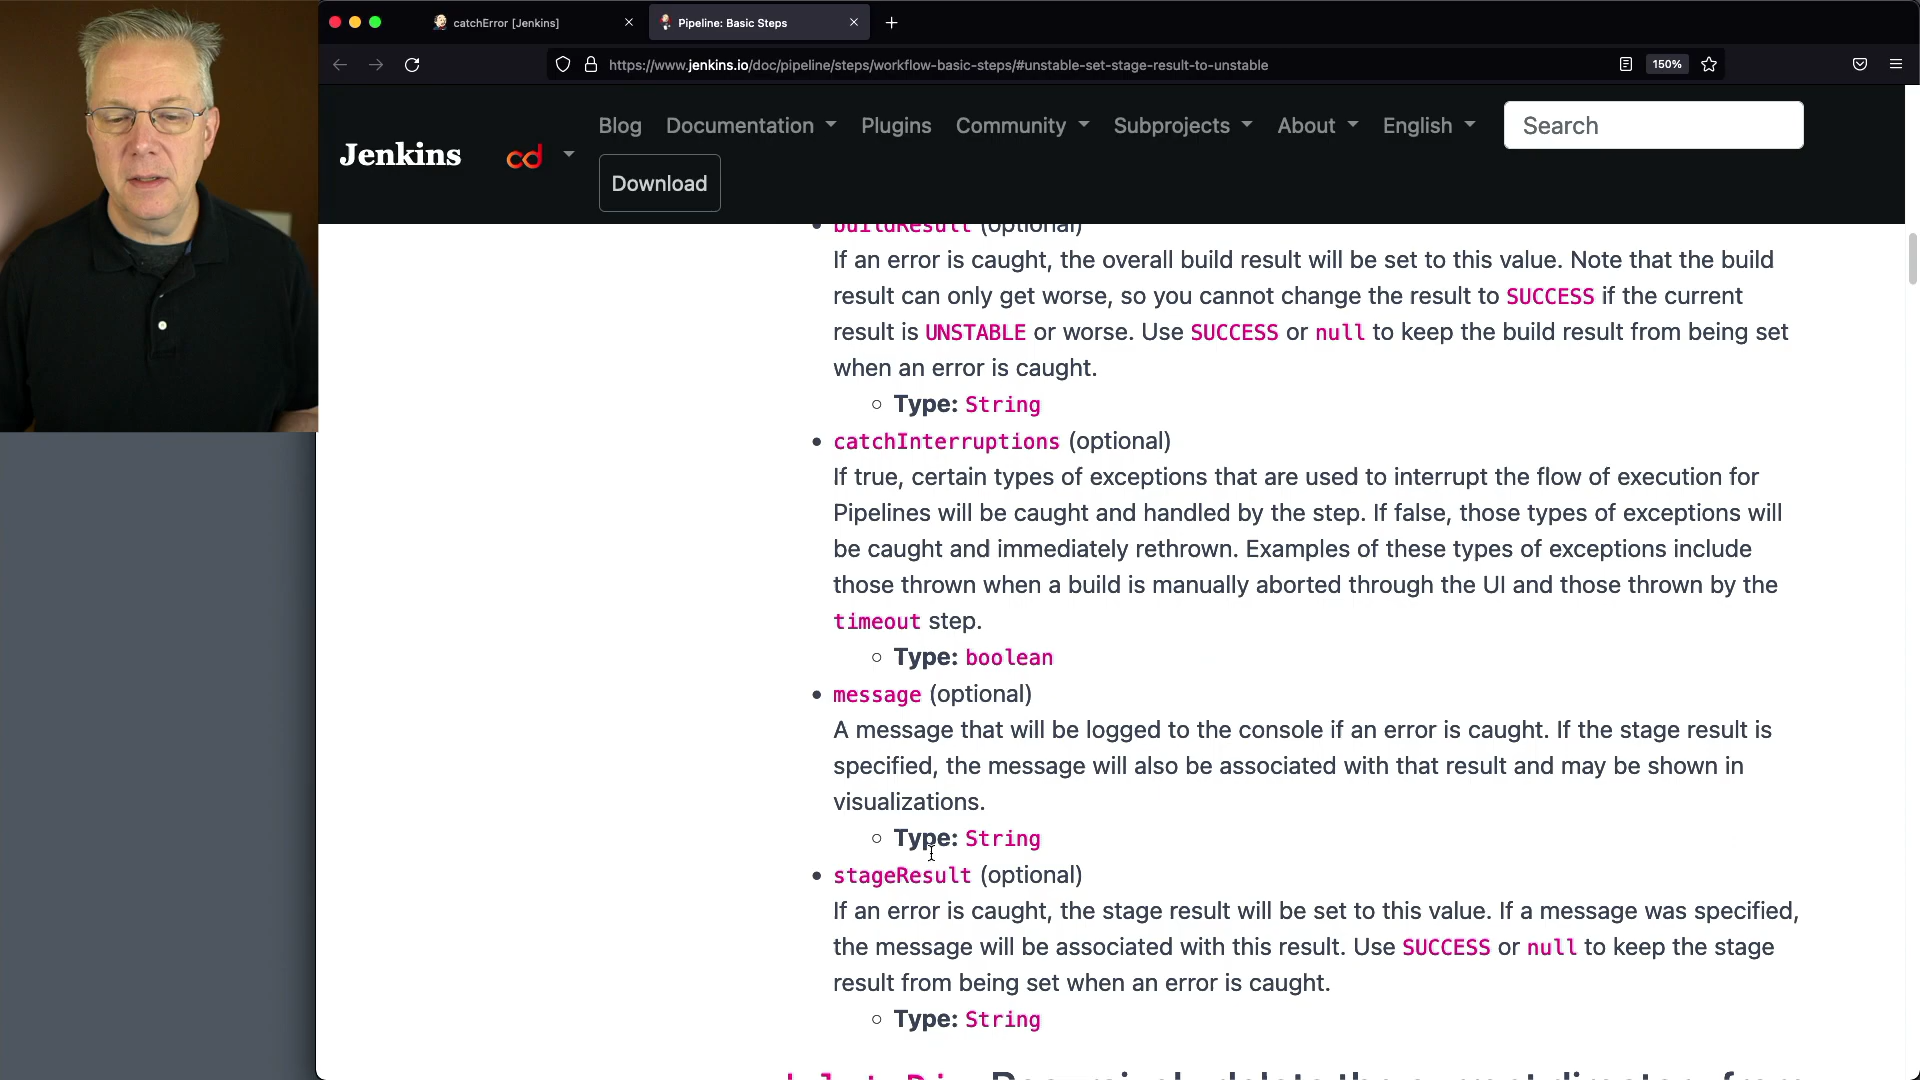 catchError [Jenkins]
Pipeline: Basic Steps
https://www.jenkins.io/doc/pipeline/steps/workflow-basic-steps/#unstable-set-stage-result-to-unstable
150%
Jenkins
cd
Blog Documentation Plugins Community Subprojects About English
Search
Download
buildResult (optional)
If an error is caught, the overall build result will be set to this value. Note that the build
result can only get worse, so you cannot change the result to SUCCESS if the current
result is UNSTABLE or worse. Use SUCCESS or null to keep the build result from being set
when an error is caught.
Type: String
catchInterruptions (optional)
If true, certain types of exceptions that are used to interrupt the flow of execution for
Pipelines will be caught and handled by the step. If false, those types of exceptions will
be caught and immediately rethrown. Examples of these types of exceptions include
those thrown when a build is manually aborted through the UI and those thrown by the
timeout step.
Type: boolean
message (optional)
A message that will be logged to the console if an error is caught. If the stage result is
specified, the message will also be associated with that result and may be shown in
visualizations.
Type: String
stageResult (optional)
If an error is caught, the stage result will be set to this value. If a message was specified,
the message will be associated with this result. Use SUCCESS or null to keep the stage
result from being set when an error is caught.
Type: String